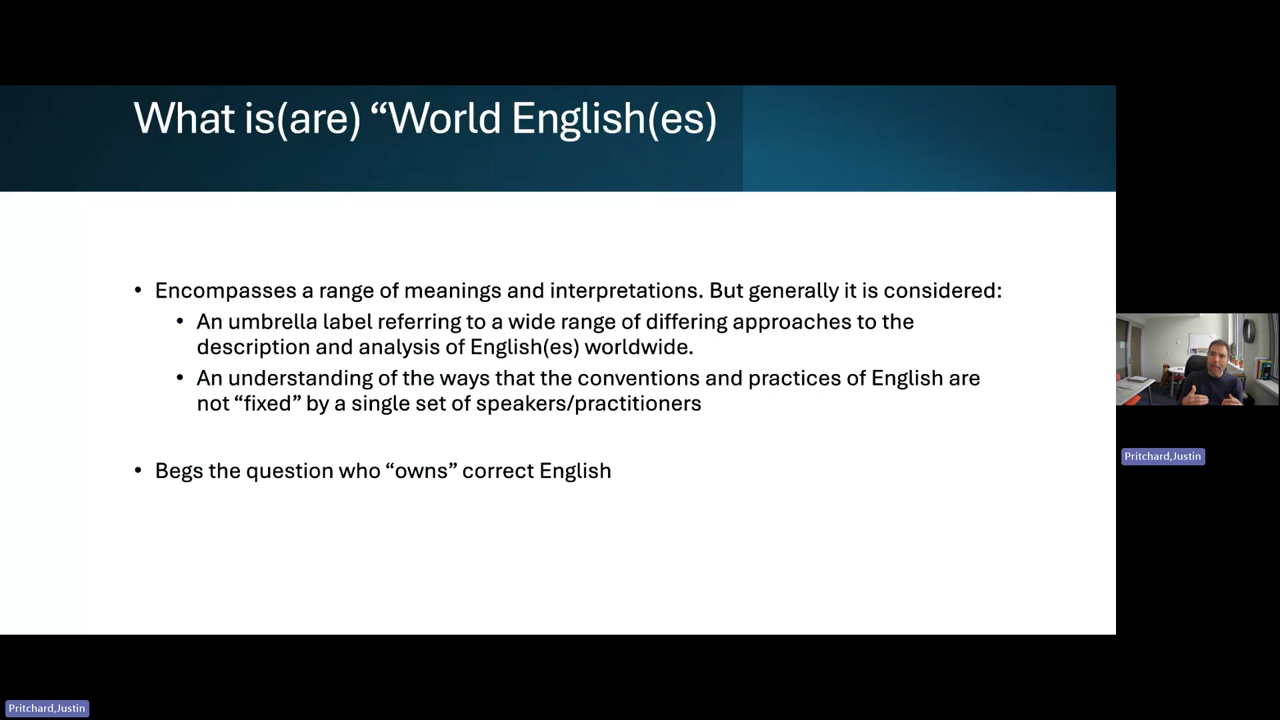 What is(are) “World English(es)
• Encompasses a range of meanings and interpretations. But generally it is considered:
• An umbrella label referring to a wide range of differing approaches to the
description and analysis of English(es) worldwide.
• An understanding of the ways that the conventions and practices of English are
not “fixed” by a single set of speakers/practitioners
• Begs the question who “owns” correct English
Pritchard,Justin
Pritchard,Justin